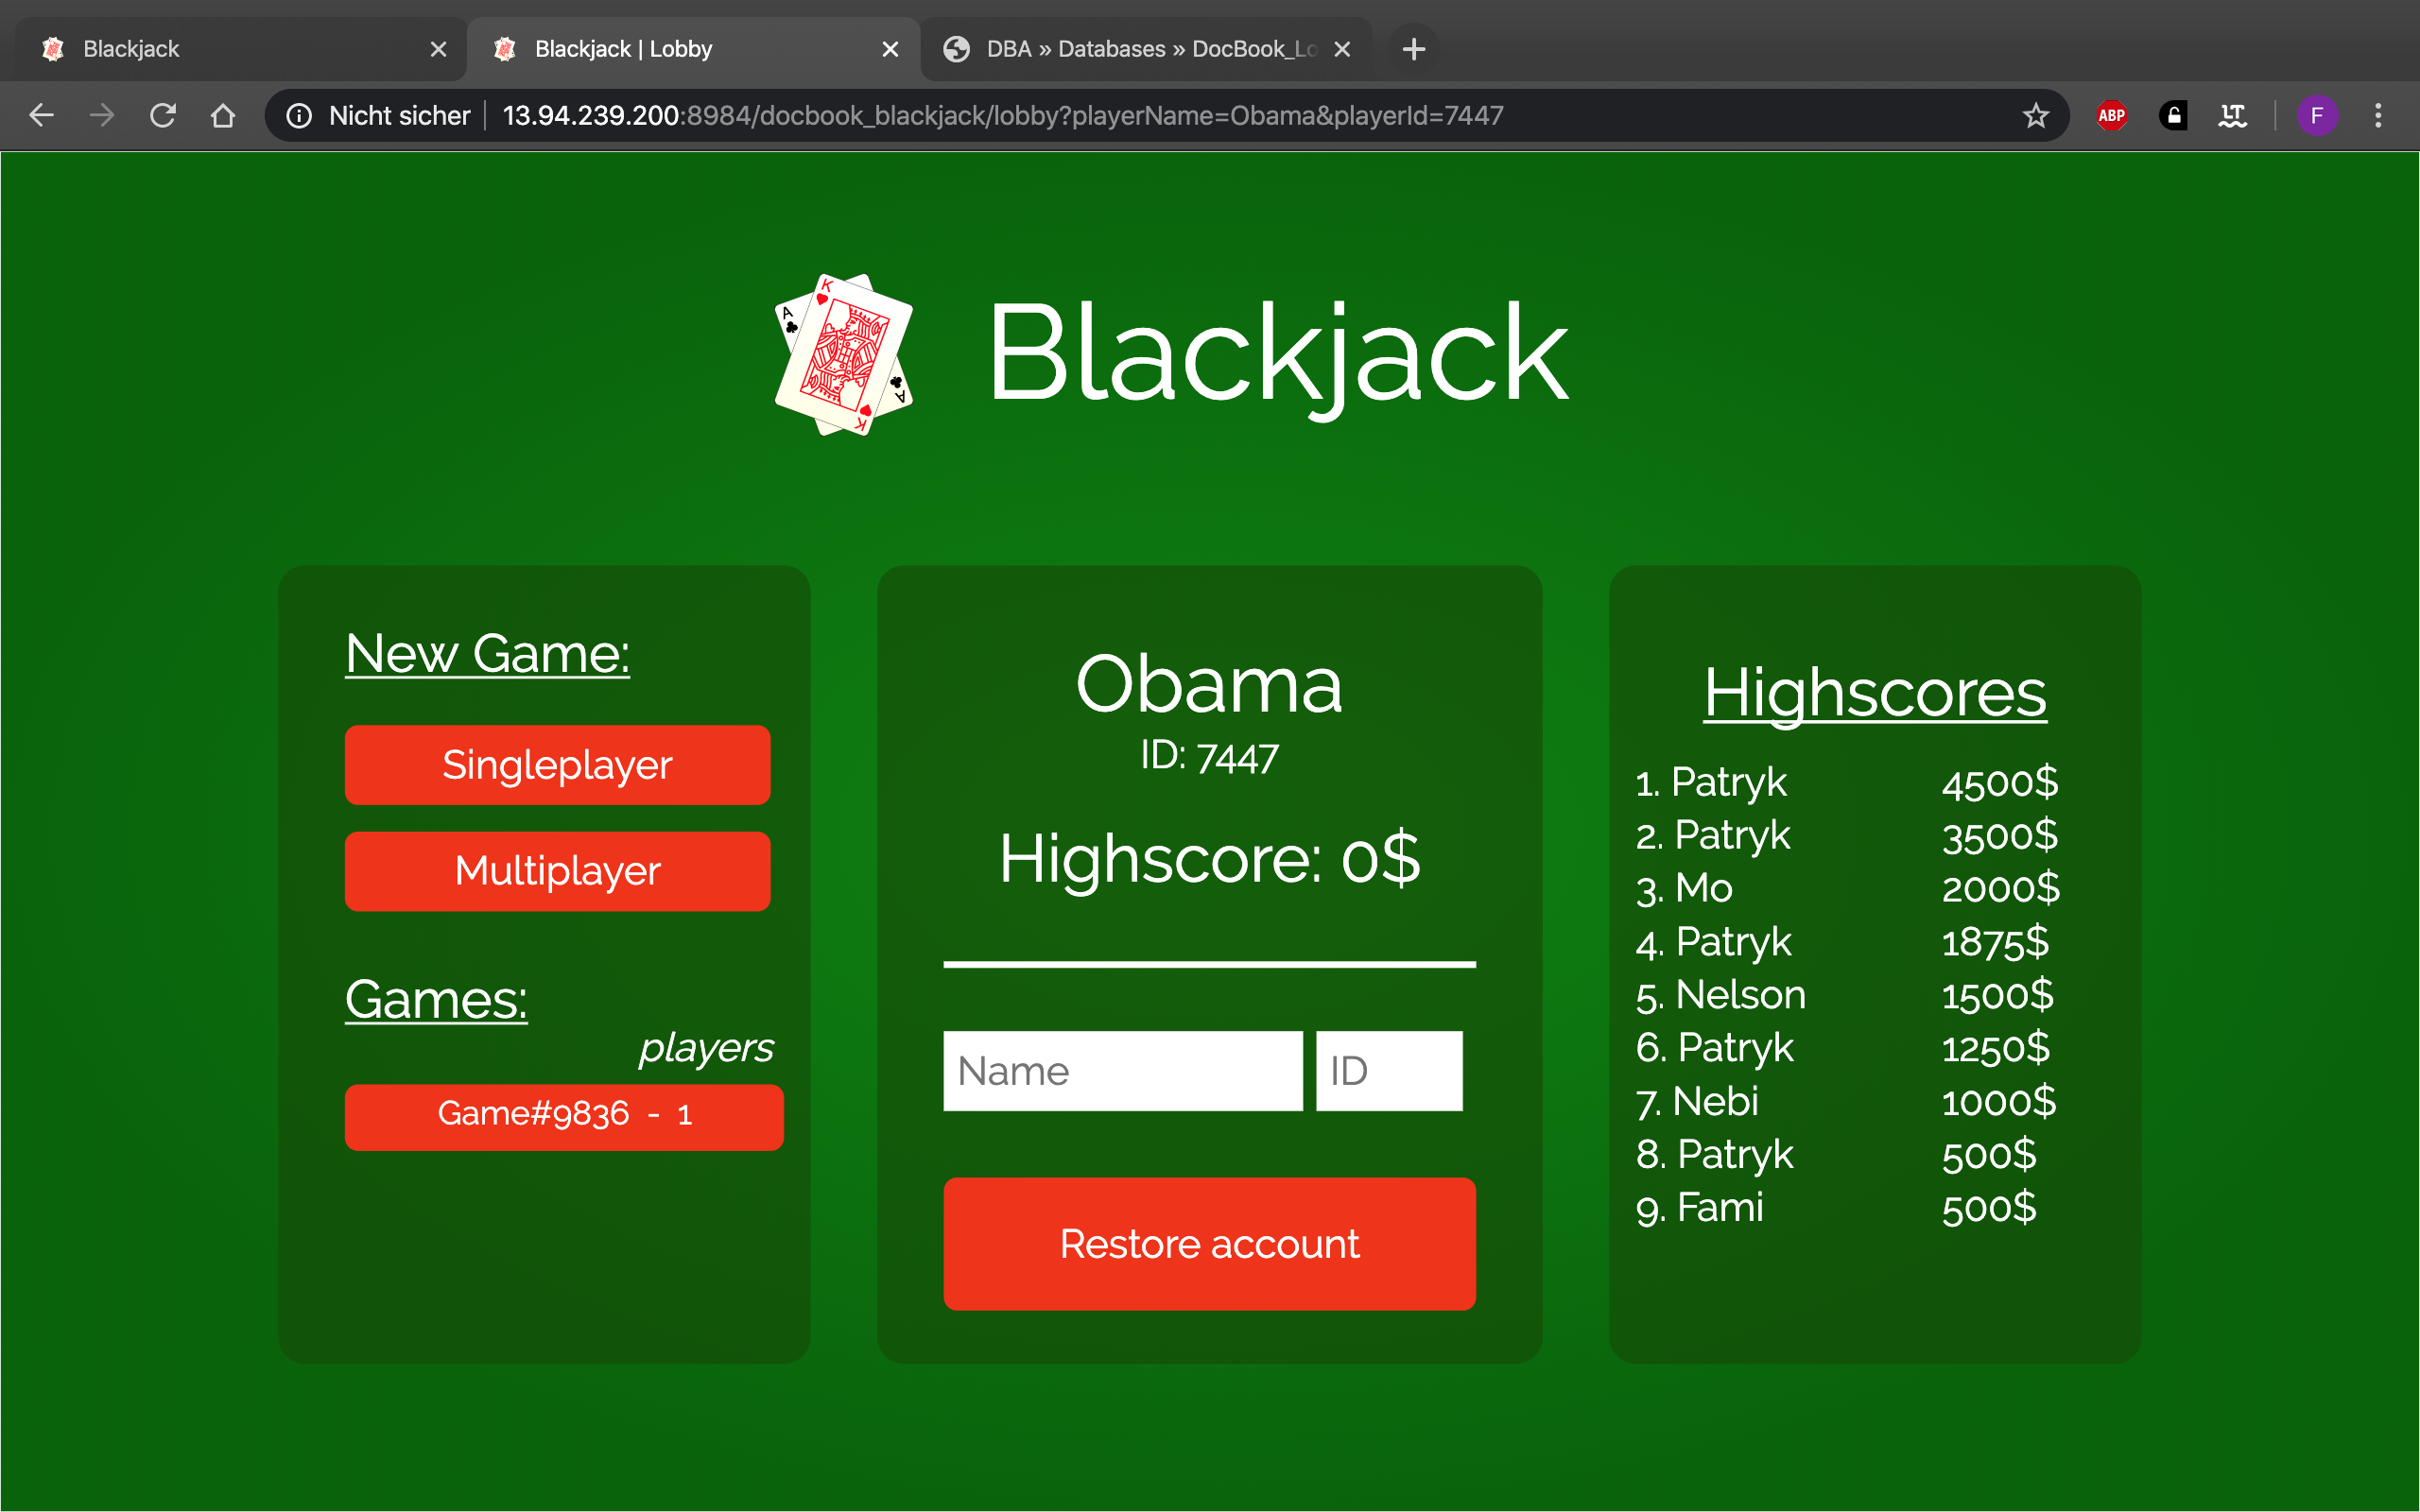 Blackjack
Blackjack | Lobby
DBA » Databases » DocBook_Lo
Nicht sicher
13.94.239.200:8984/docbook_blackjack/lobby?playerName=Obama&playerId=7447
ABP
LT
F
K
A
A
K
Blackjack
New Game:
Singleplayer
Multiplayer
Games:
players
Game#9836 - 1
Obama
ID: 7447
Highscore: 0$
Name
ID
Restore account
Highscores
1. Patryk 4500$
2. Patryk 3500$
3. Mo 2000$
4. Patryk 1875$
5. Nelson 1500$
6. Patryk 1250$
7. Nebi 1000$
8. Patryk 500$
9. Fami 500$